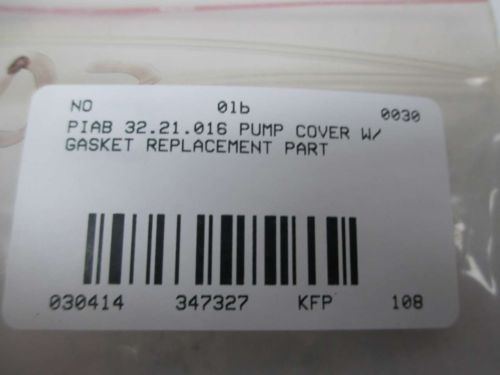 NO 01b 0030
PIAB 32.21.016 PUMP COVER W/
GASKET REPLACEMENT PART
030414 347327 KFP 108